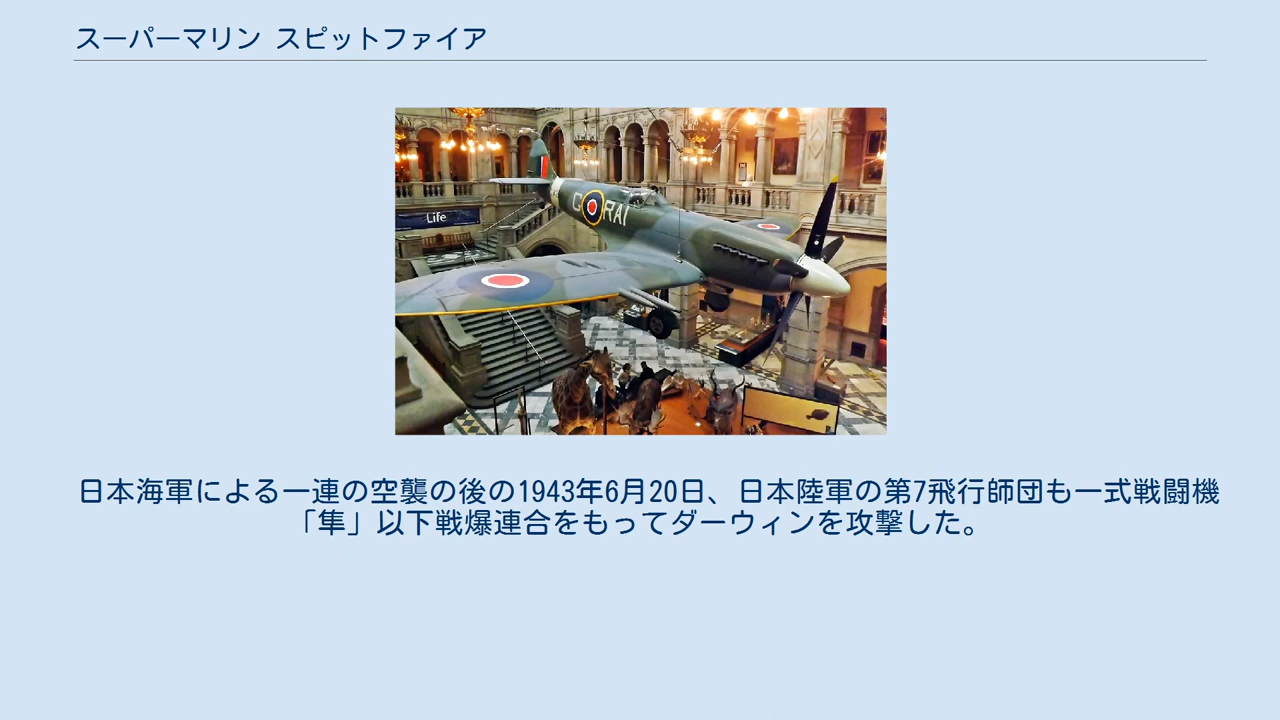 スーパーマリン スピットファイア
Life
G RAI
日本海軍による一連の空襲の後の1943年6月20日、日本陸軍の第7飛行師団も一式戦闘機
「隼」以下戦爆連合をもってダーウィンを攻撃した。